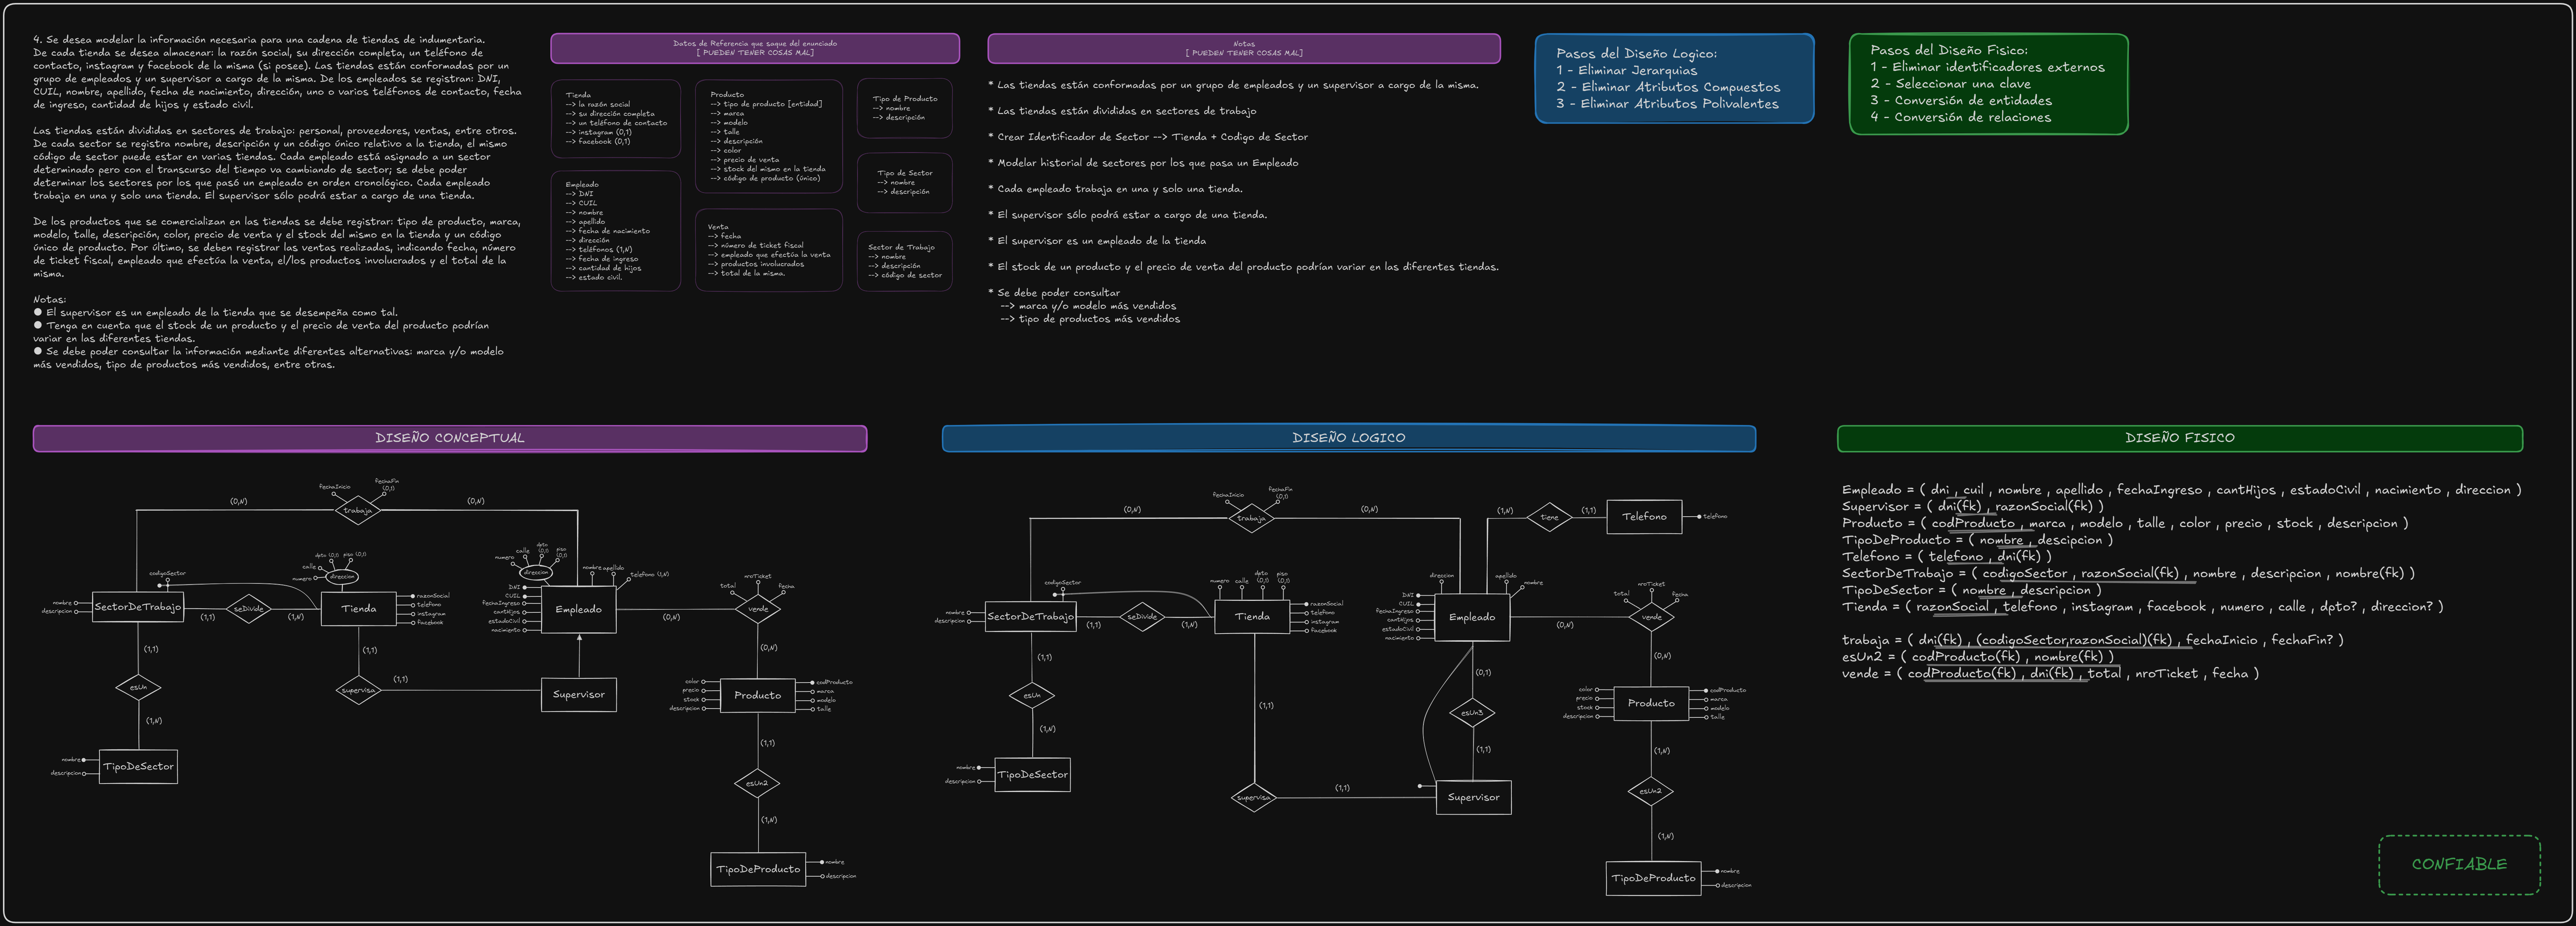 4. Se desea modelar la información necesaria para una cadena de tiendas de indumentaria.
De cada tienda se desea almacenar: la razón social, su dirección completa, un teléfono de
contacto, instagram y facebook de la misma (si posee). Las tiendas están conformadas por un
grupo de empleados y un supervisor a cargo de la misma. De los empleados se registran: DNI,
CUIL, nombre, apellido, fecha de nacimiento, dirección, uno o varios teléfonos de contacto, fecha
de ingreso, cantidad de hijos y estado civil.
Las tiendas están divididas en sectores de trabajo: personal, proveedores, ventas, entre otros.
De cada sector se registra nombre, descripción y un código único relativo a la tienda, el mismo
código de sector puede estar en varias tiendas. Cada empleado está asignado a un sector
determinado pero con el transcurso del tiempo va cambiando de sector; se debe poder
determinar los sectores por los que pasó un empleado en orden cronológico. Cada empleado
trabaja en una y solo una tienda. El supervisor sólo podrá estar a cargo de una tienda.
De los productos que se comercializan en las tiendas se debe registrar: tipo de producto, marca,
modelo, talle, descripción, color, precio de venta y el stock del mismo en la tienda y un código
único de producto. Por último, se deben registrar las ventas realizadas, indicando fecha, número
de ticket fiscal, empleado que efectúa la venta, el/los productos involucrados y el total de la
misma.
Notas:
● El supervisor es un empleado de la tienda que se desempeña como tal.
● Tenga en cuenta que el stock de un producto y el precio de venta del producto podrían
variar en las diferentes tiendas.
● Se debe poder consultar la información mediante diferentes alternativas: marca y/o modelo
más vendidos, tipo de productos más vendidos, entre otras.
Datos de Referencia que saque del enunciado
[ PUEDEN TENER COSAS MAL]
Tienda
--> la razón social
--> su dirección completa
--> un teléfono de contacto
--> instagram (0,1)
--> facebook (0,1)
Empleado
--> DNI
--> CUIL
--> nombre
--> apellido
--> fecha de nacimiento
--> dirección
--> teléfonos (1,N)
--> fecha de ingreso
--> cantidad de hijos
--> estado civil.
Producto
--> tipo de producto [entidad]
--> marca
--> modelo
--> talle
--> descripción
--> color
--> precio de venta
--> stock del mismo en la tienda
--> código de producto (único)
Venta
--> fecha
--> número de ticket fiscal
--> empleado que efectúa la venta
--> productos involucrados
--> total de la misma.
Tipo de Producto
--> nombre
--> descripción
Tipo de Sector
--> nombre
--> descripción
Sector de Trabajo
--> nombre
--> descripción
--> código de sector
Notas
[ PUEDEN TENER COSAS MAL]
* Las tiendas están conformadas por un grupo de empleados y un supervisor a cargo de la misma.
* Las tiendas están divididas en sectores de trabajo
* Crear Identificador de Sector --> Tienda + Codigo de Sector
* Modelar historial de sectores por los que pasa un Empleado
* Cada empleado trabaja en una y solo una tienda.
* El supervisor sólo podrá estar a cargo de una tienda.
* El supervisor es un empleado de la tienda
* El stock de un producto y el precio de venta del producto podrían variar en las diferentes tiendas.
* Se debe poder consultar
--> marca y/o modelo más vendidos
--> tipo de productos más vendidos
Pasos del Diseño Logico:
1 - Eliminar Jerarquias
2 - Eliminar Atributos Compuestos
3 - Eliminar Atributos Polivalentes
Pasos del Diseño Fisico:
1 - Eliminar identificadores externos
2 - Seleccionar una clave
3 - Conversión de entidades
4 - Conversión de relaciones
DISEÑO CONCEPTUAL
fechaInicio
fechaFin
(0,1)
(0,N)
trabaja
(0,N)
codigoSector
nombre
descripcion
SectorDeTrabajo
(1,1)
seDivide
(1,N)
dpto (0,1)
piso (0,1)
calle
numero
direccion
Tienda
razonSocial
telefono
instagram
facebook
numero
calle
dpto
(0,1)
piso
(0,1)
direccion
nombre
apellido
telefono (1,N)
DNI
CUIL
fechaIngreso
cantHijos
estadoCivil
nacimiento
Empleado
(0,N)
total
nroTicket
fecha
vende
(1,1)
esUn
(1,N)
nombre
descripcion
TipoDeSector
(1,1)
supervisa
(1,1)
Supervisor
(0,N)
color
precio
stock
descripcion
Producto
codProducto
marca
modelo
talle
(1,1)
esUn2
(1,N)
TipoDeProducto
nombre
descripcion
DISEÑO LOGICO
fechaInicio
fechaFin
(0,1)
(0,N)
trabaja
(0,N)
(1,N)
tiene
(1,1)
Telefono
telefono
codigoSector
nombre
descripcion
SectorDeTrabajo
(1,1)
seDivide
(1,N)
numero
calle
dpto
(0,1)
piso
(0,1)
Tienda
razonSocial
telefono
instagram
facebook
direccion
apellido
nombre
DNI
CUIL
fechaIngreso
cantHijos
estadoCivil
nacimiento
Empleado
(0,N)
total
nroTicket
fecha
vende
(1,1)
esUn
(1,N)
nombre
descripcion
TipoDeSector
(1,1)
supervisa
(1,1)
(0,1)
esUn3
(1,1)
Supervisor
(0,N)
color
precio
stock
descripcion
Producto
codProducto
marca
modelo
talle
(1,N)
esUn2
(1,N)
TipoDeProducto
nombre
descripcion
DISEÑO FISICO
Empleado = ( dni , cuil , nombre , apellido , fechaIngreso , cantHijos , estadoCivil , nacimiento , direccion )
Supervisor = ( dni(fk) , razonSocial(fk) )
Producto = ( codProducto , marca , modelo , talle , color , precio , stock , descripcion )
TipoDeProducto = ( nombre , descipcion )
Telefono = ( telefono , dni(fk) )
SectorDeTrabajo = ( codigoSector , razonSocial(fk) , nombre , descripcion , nombre(fk) )
TipoDeSector = ( nombre , descripcion )
Tienda = ( razonSocial , telefono , instagram , facebook , numero , calle , dpto? , direccion? )
trabaja = ( dni(fk) , (codigoSector,razonSocial)(fk) , fechaInicio , fechaFin? )
esUn2 = ( codProducto(fk) , nombre(fk) )
vende = ( codProducto(fk) , dni(fk) , total , nroTicket , fecha )
CONFIABLE